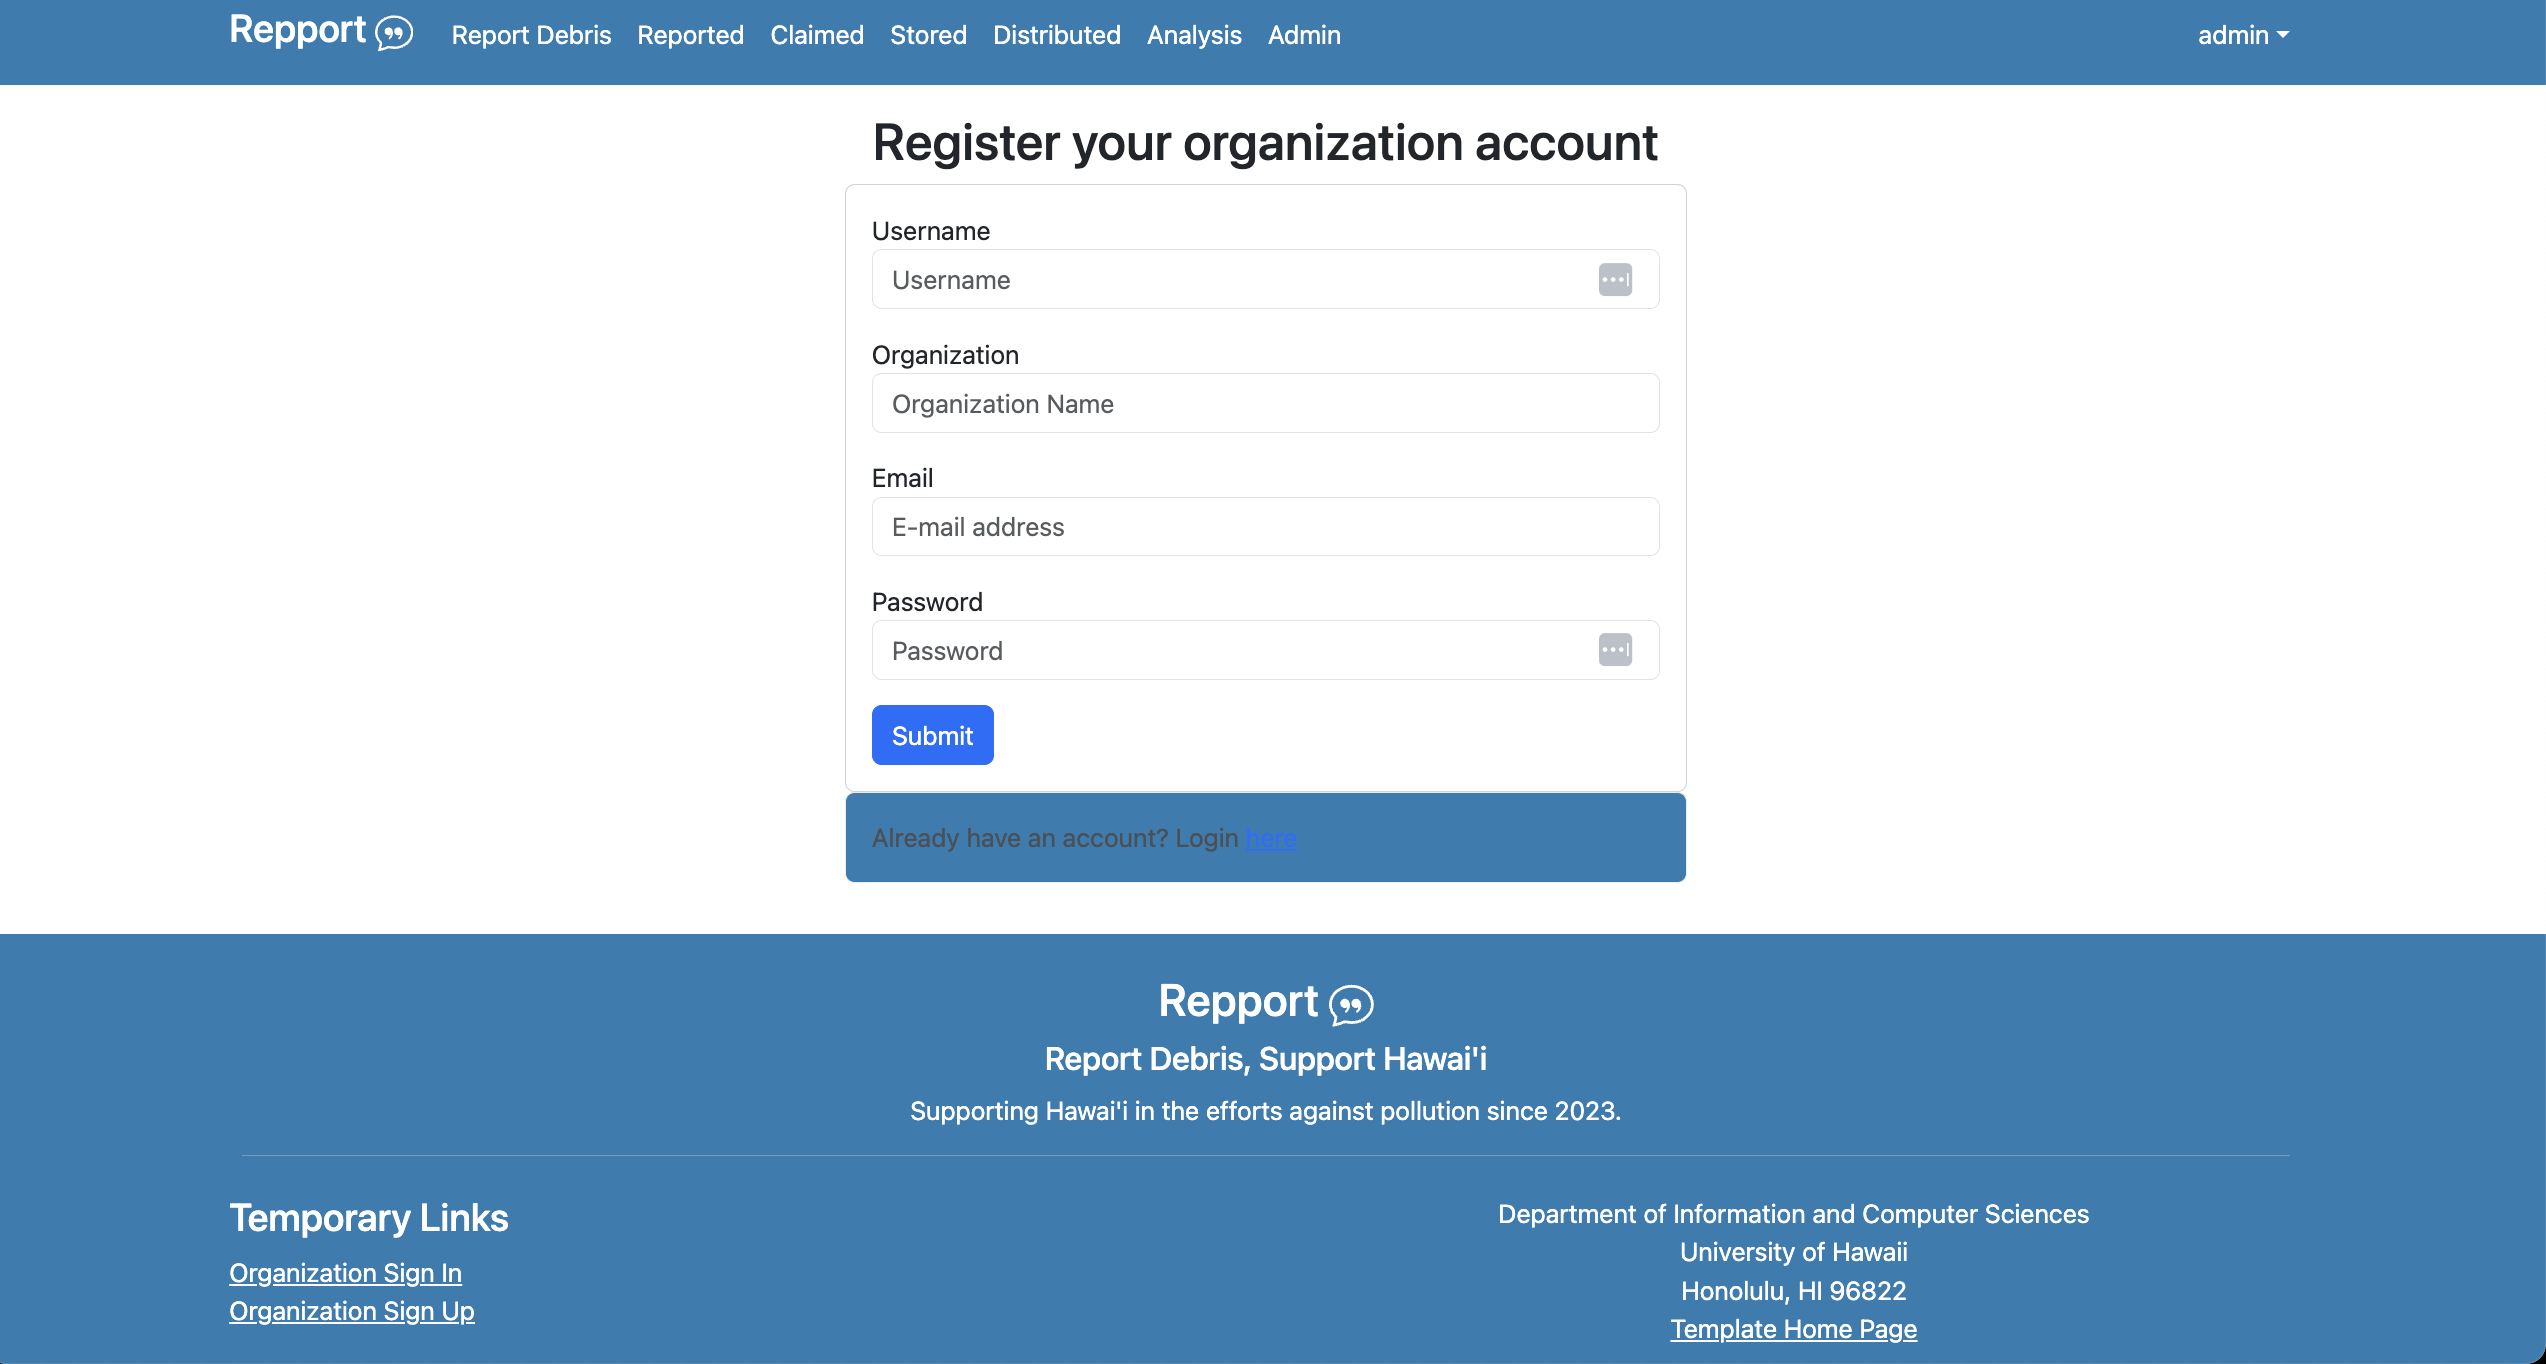 Repport
Report Debris Reported Claimed Stored Distributed Analysis Admin
admin
Register your organization account
Username
Username
Organization
Organization Name
Email
E-mail address
Password
Password
Submit
Already have an account? Login here
Repport
Report Debris, Support Hawai'i
Supporting Hawai'i in the efforts against pollution since 2023.
Temporary Links
Organization Sign In
Organization Sign Up
Department of Information and Computer Sciences
University of Hawaii
Honolulu, HI 96822
Template Home Page